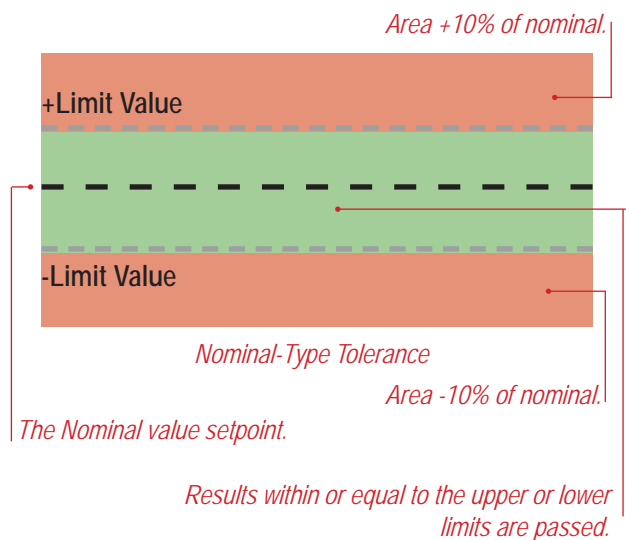 Area +10% of nominal.
+Limit Value
-Limit Value
Nominal-Type Tolerance
Area -10% of nominal.
The Nominal value setpoint.
Results within or equal to the upper or lower
limits are passed.